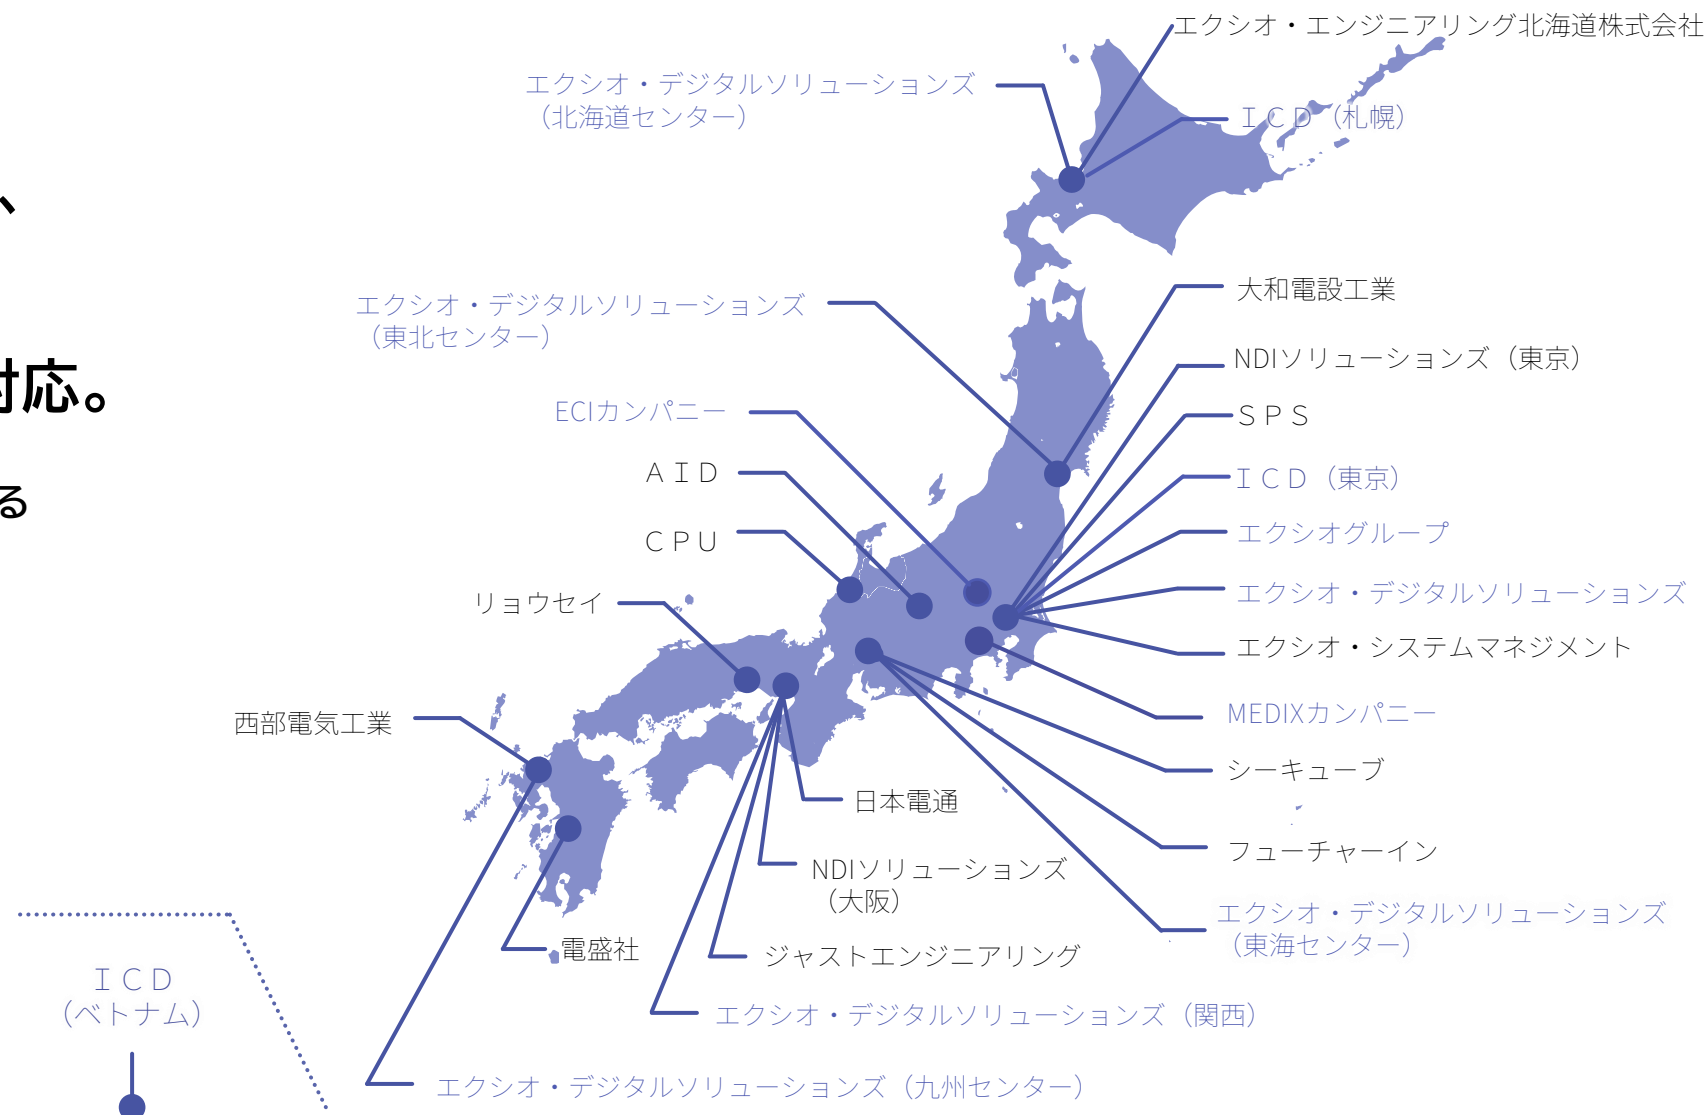 エクシオ・エンジニアリング北海道株式会社
エクシオ・デジタルソリューションズ
（北海道センター）
ＩＣＤ（札幌）
、
大和電設工業
エクシオ・デジタルソリューションズ
（東北センター）
NDIソリューションズ（東京）
対応。
ECIカンパニー
ＳＰＳ
ＡＩＤ
ＩＣＤ（東京）
る
エクシオグループ
ＣＰＵ
エクシオ・デジタルソリューションズ
リョウセイ
エクシオ・システムマネジメント
MEDIXカンパニー
西部電気工業
シーキューブ
日本電通
フューチャーイン
NDIソリューションズ
（大阪）
エクシオ・デジタルソリューションズ
（東海センター）
電盛社
ジャストエンジニアリング
ＩＣＤ
（ベトナム）
エクシオ・デジタルソリューションズ（関西）
エクシオ・デジタルソリューションズ（九州センター）